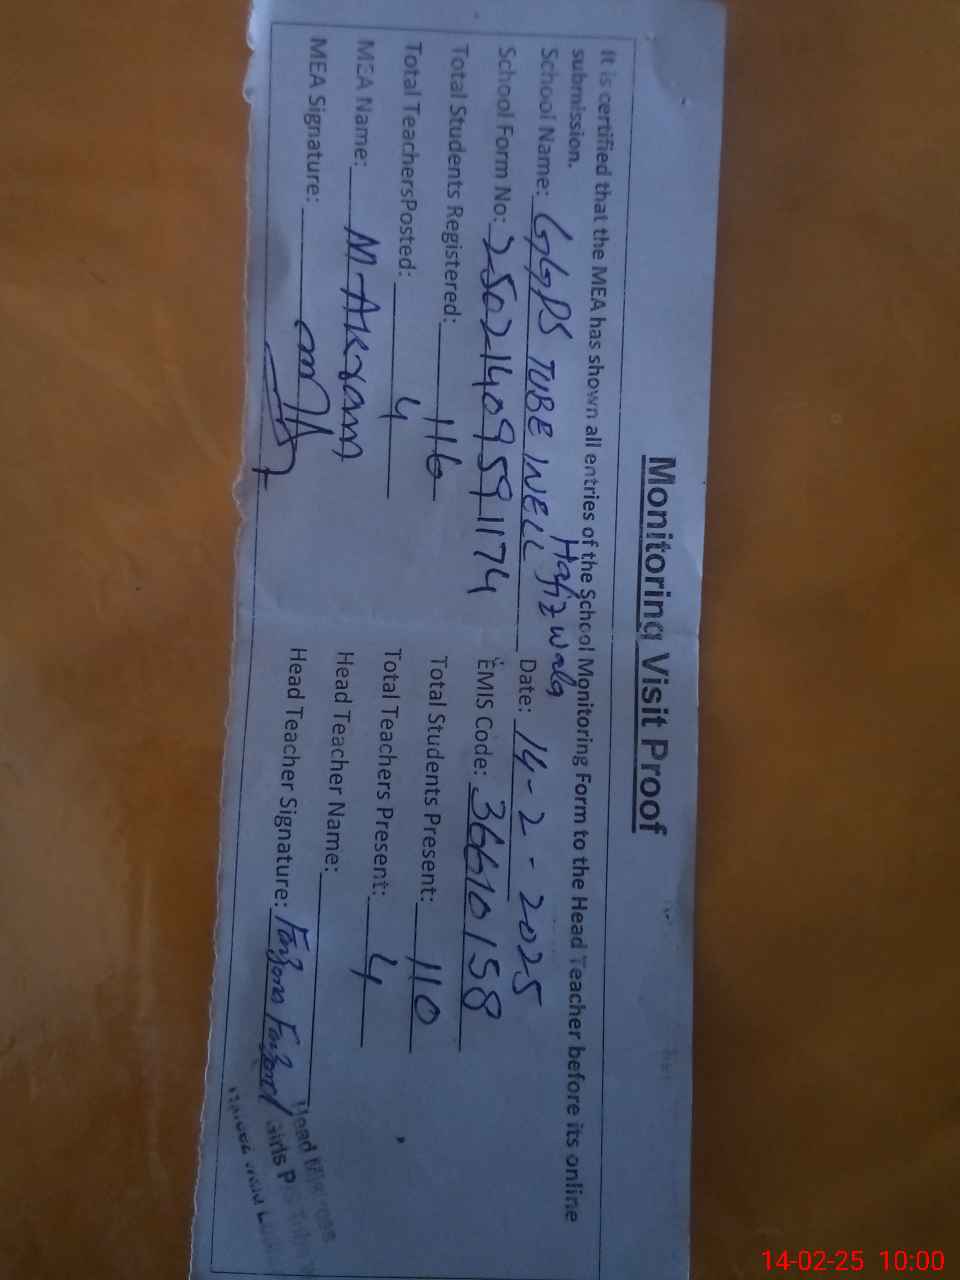 Monitoring Visit Proof
It is certified that the MEA has shown all entries of the School Monitoring Form to the Head Teacher before its online
submission.
Hafizwala
School Name: GGPS TUBE WELL Date: 14-2-2025
School Form No: 25021409591174 EMIS Code: 36610158
Total Students Registered: 116 Total Students Present: 110
Total TeachersPosted: 4 Total Teachers Present: 4
MEA Name: M-Akram Head Teacher Name:
MEA Signature: Head Teacher Signature:
Head
Girls P
14-02-25 10:00